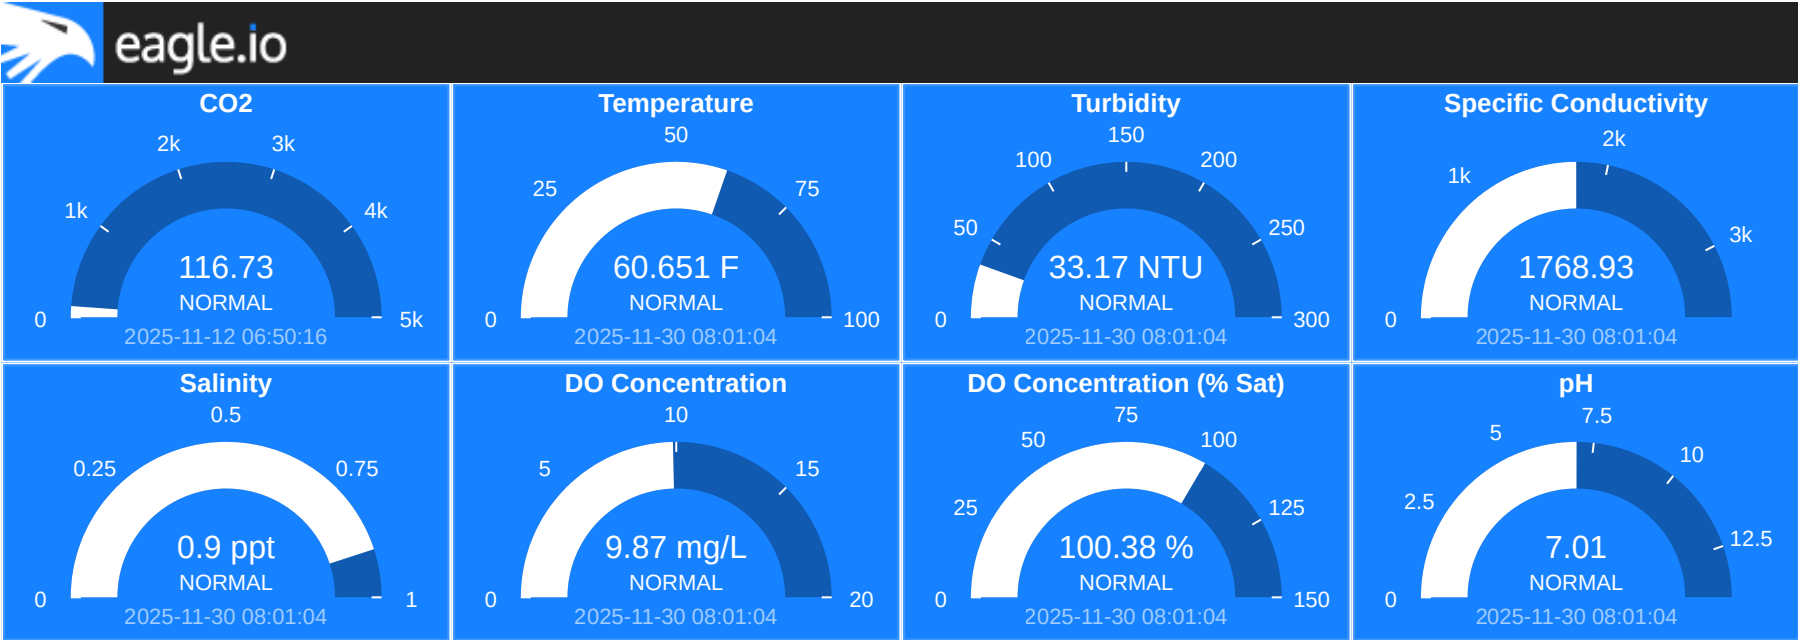 eagle.io
CO2
2k
3k
1k
4k
116.73
NORMAL
0
5k
2025-11-12 06:50:16
Temperature
50
25
75
60.651 F
NORMAL
0
100
2025-11-30 08:01:04
Turbidity
150
100
200
50
250
33.17 NTU
NORMAL
0
300
2025-11-30 08:01:04
Specific Conductivity
2k
1k
3k
1768.93
NORMAL
0
2025-11-30 08:01:04
Salinity
0.5
0.25
0.75
0.9 ppt
NORMAL
0
1
2025-11-30 08:01:04
DO Concentration
10
5
15
9.87 mg/L
NORMAL
0
20
2025-11-30 08:01:04
DO Concentration (% Sat)
75
50
100
25
125
100.38 %
NORMAL
0
150
2025-11-30 08:01:04
pH
7.5
5
10
2.5
12.5
7.01
NORMAL
0
2025-11-30 08:01:04